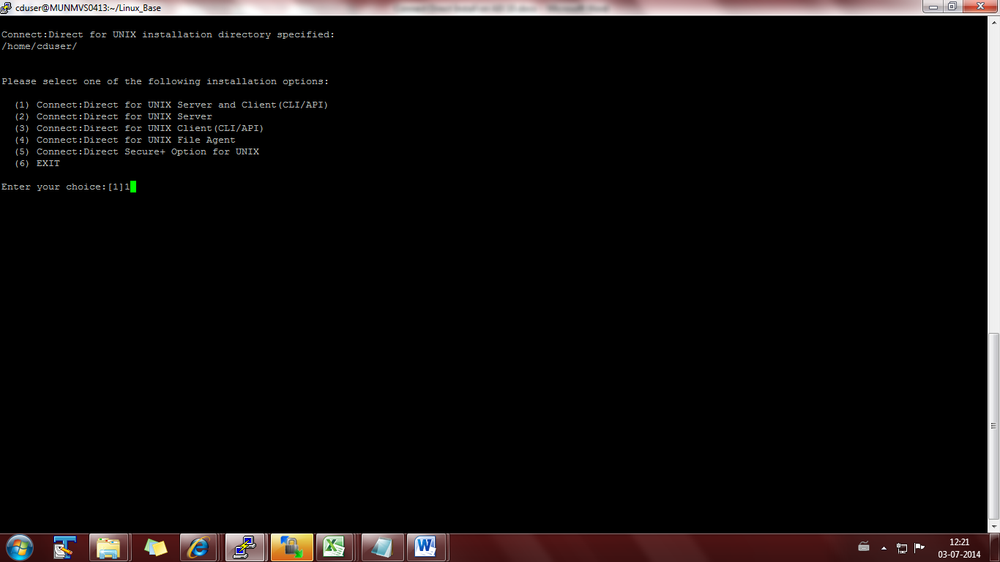 cduser@MUNMVS0413:~/Linux_Base
Connect:Direct for UNIX installation directory specified:
/home/cduser/
Please select one of the following installation options:
(1) Connect:Direct for UNIX Server and Client(CLI/API)
(2) Connect:Direct for UNIX Server
(3) Connect:Direct for UNIX Client(CLI/API)
(4) Connect:Direct for UNIX File Agent
(5) Connect:Direct Secure+ Option for UNIX
(6) EXIT
Enter your choice:[1]1
12:21
03-07-2014